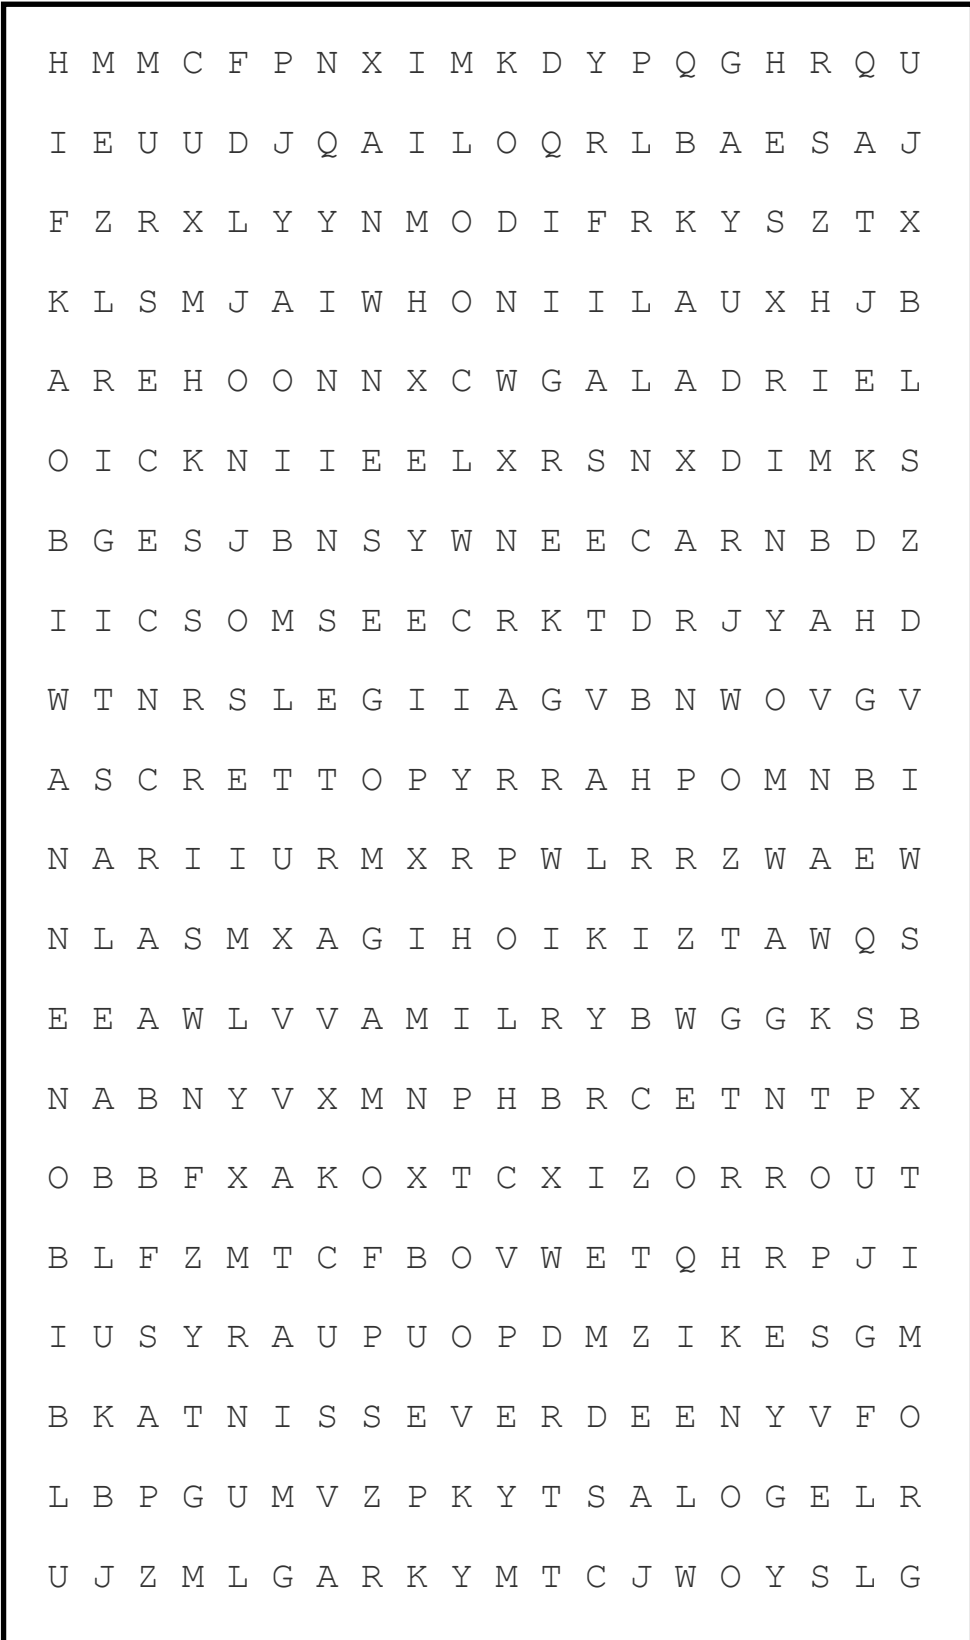 H M M C F P N X I M K D Y P Q G H R Q U
I E U U D J Q A I L O Q R L B A E S A J
F Z R X L Y Y N M O D I F R K Y S Z T X
K L S M J A I W H O N I I L A U X H J B
A R E H O O N N X C W G A L A D R I E L
O I C K N I I E E L X R S N X D I M K S
B G E S J B N S Y W N E E C A R N B D Z
I I C S O M S E E C R K T D R J Y A H D
W T N R S L E G I I A G V B N W O V G V
A S C R E T T O P Y R R A H P O M N B I
N A R I I U R M X R P W L R R Z W A E W
N L A S M X A G I H O I K I Z T A W Q S
E E A W L V V A M I L R Y B W G G K S B
N A B N Y V X M N P H B R C E T N T P X
O B B F X A K O X T C X I Z O R R O U T
B L F Z M T C F B O V W E T Q H R P J I
I U S Y R A U P U O P D M Z I K E S G M
B K A T N I S S E V E R D E E N Y V F O
L B P G U M V Z P K Y T S A L O G E L R
U J Z M L G A R K Y M T C J W O Y S L G